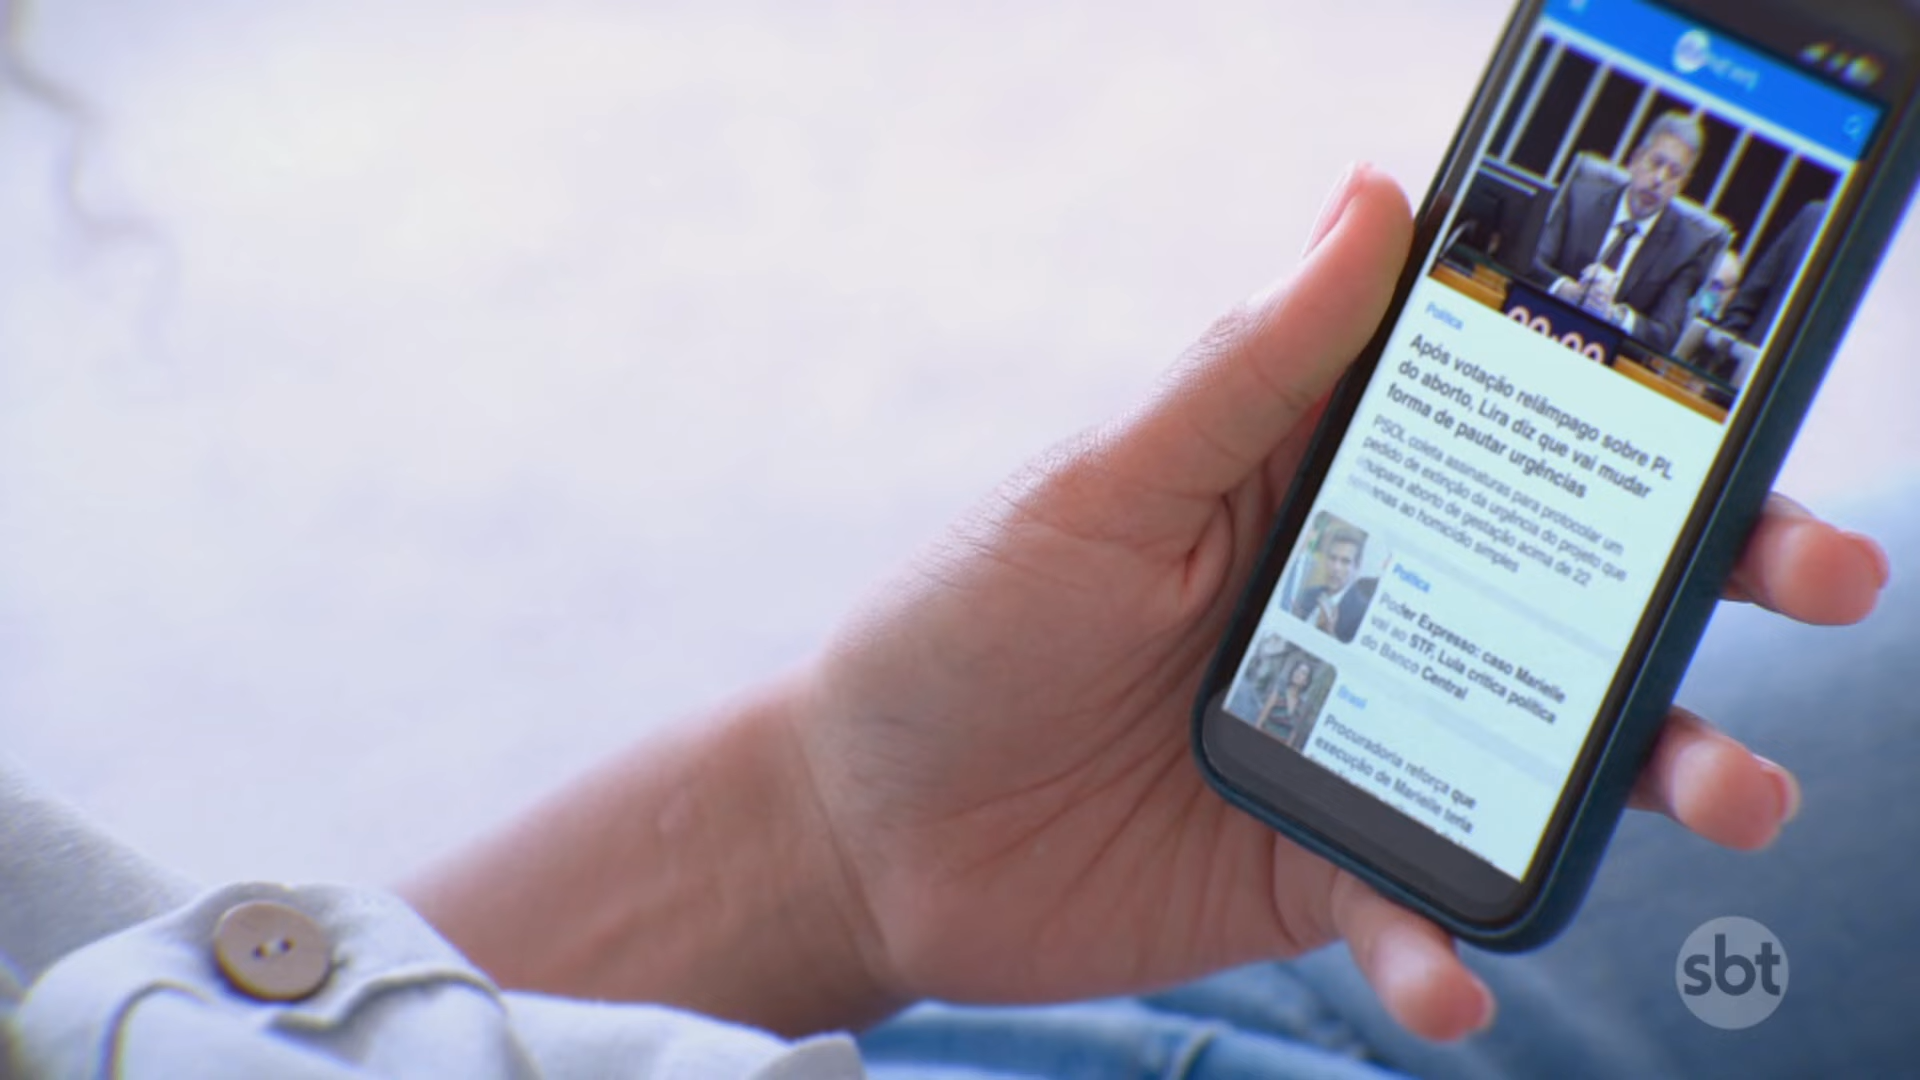 news
00:00
Política
Após votação relâmpago sobre PL
do aborto, Lira diz que vai mudar
forma de pautar urgências
PSOL coleta assinaturas para protocolar um
pedido de extinção da urgência do projeto que
equipara aborto de gestação acima de 22
semanas ao homicídio simples
Política
Poder Expresso: caso Marielle
vai ao STF, Lula critica política
do Banco Central
Brasil
Procuradoria reforça que
execução de Marielle teria
sbt